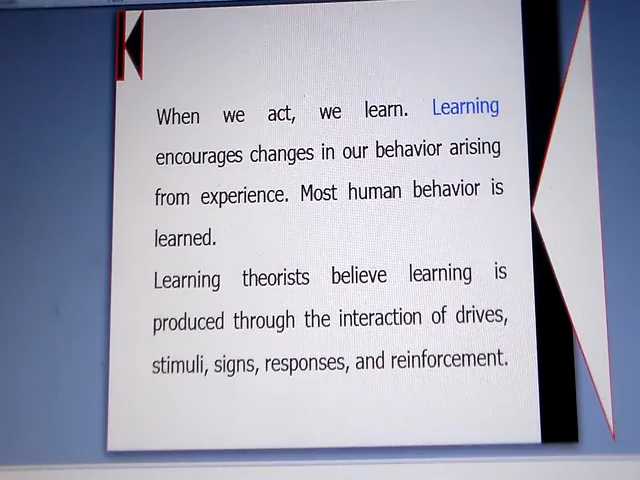 When we act, we learn. Learning
encourages changes in our behavior arising
from experience. Most human behavior is
learned.
Learning theorists believe learning is
produced through the interaction of drives,
stimuli, signs, responses, and reinforcement.